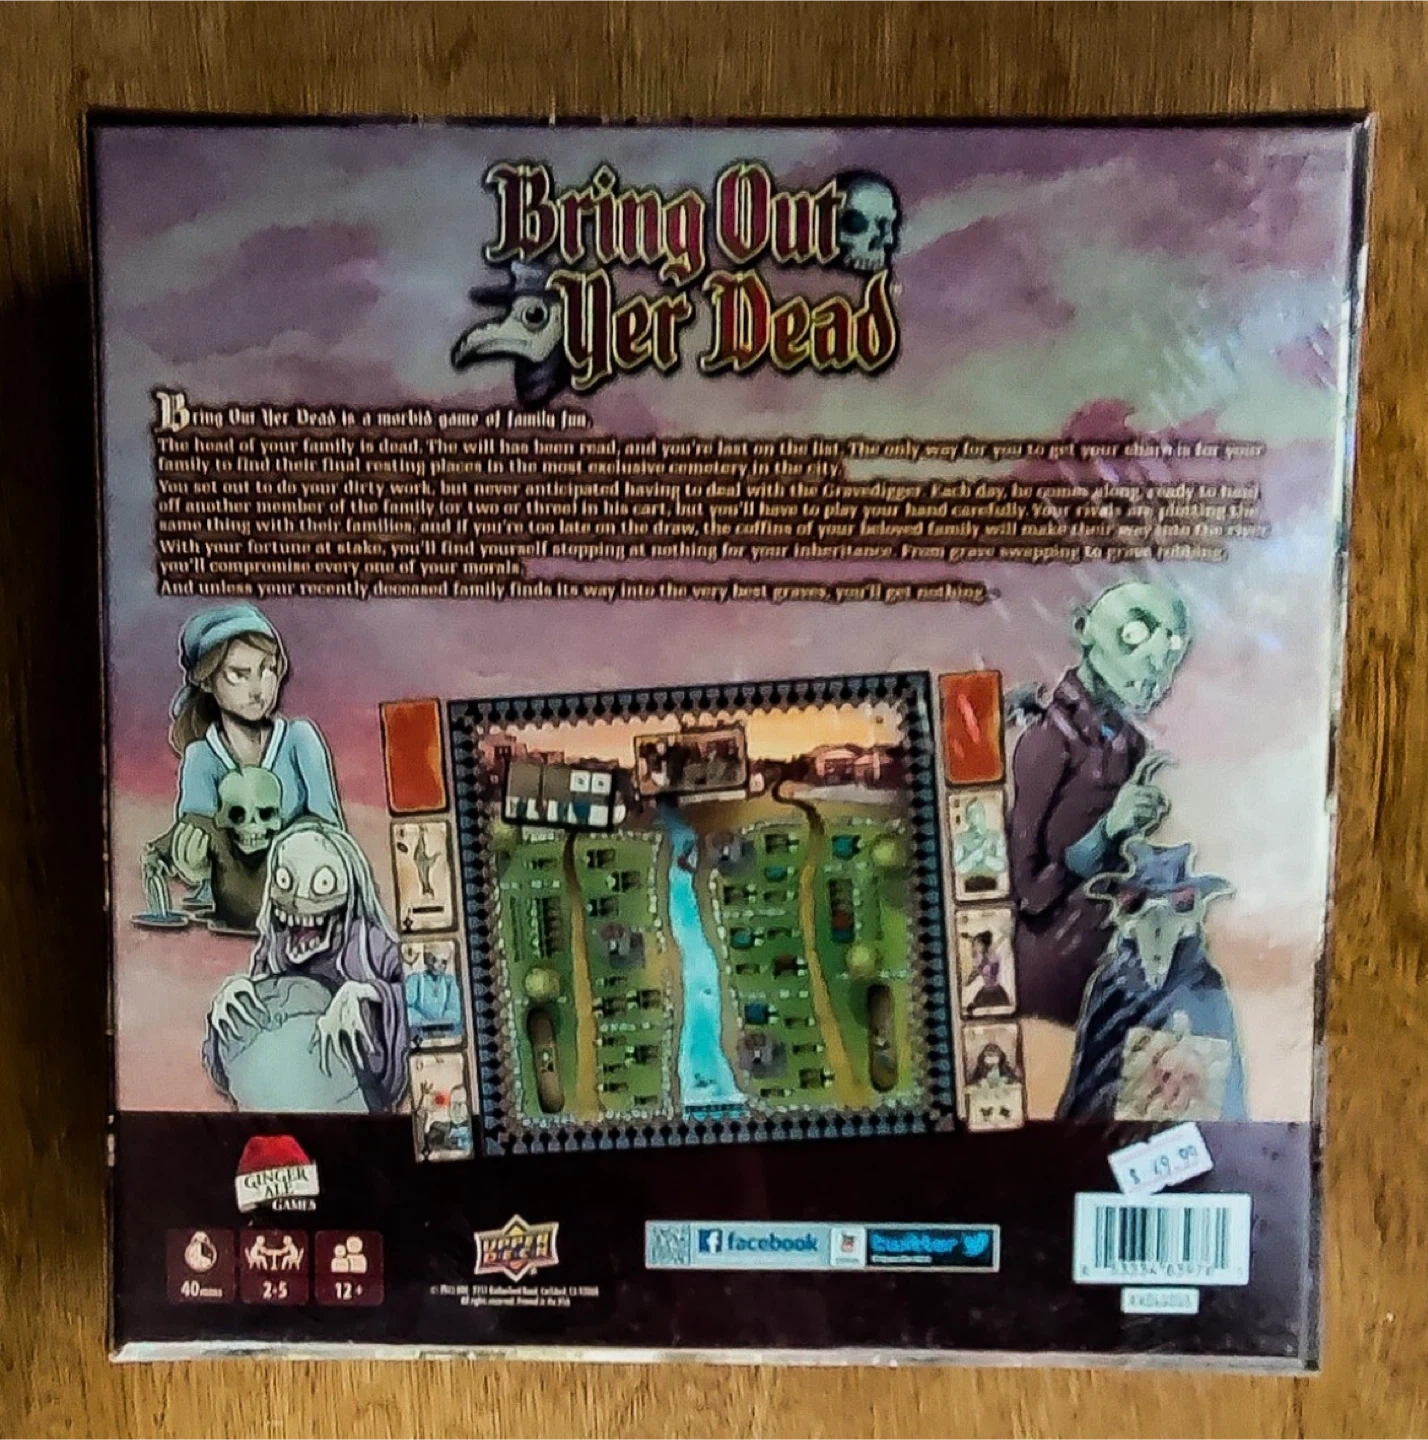 Bring Out
Yer Dead
Bring Out Yer Dead is a morbid game of family fun.
The head of your family is dead. The will has been read, and you're last on the list. The only way for you to get your share is for your
family to find their final resting places in the most exclusive cemetery in the city.
You set out to do your dirty work, but never anticipated having to deal with the Gravedigger. Each day, he comes along, ready to haul
off another member of the family (or two or three) in his cart, but you'll have to play your hand carefully. Your rivals are plotting the
same thing with their families, and if you're too late on the draw, the coffins of your beloved family will make their way into the river.
With your fortune at stake, you'll find yourself stopping at nothing for your inheritance. From grave swapping to grave robbing,
you'll compromise every one of your morals.
And unless your recently deceased family finds its way into the very best graves, you'll get nothing.
GINGER
ALE
GAMES
40 mins
2-5
12+
UPPER
DECK
facebook
twitter
All rights reserved. Printed in the USA.